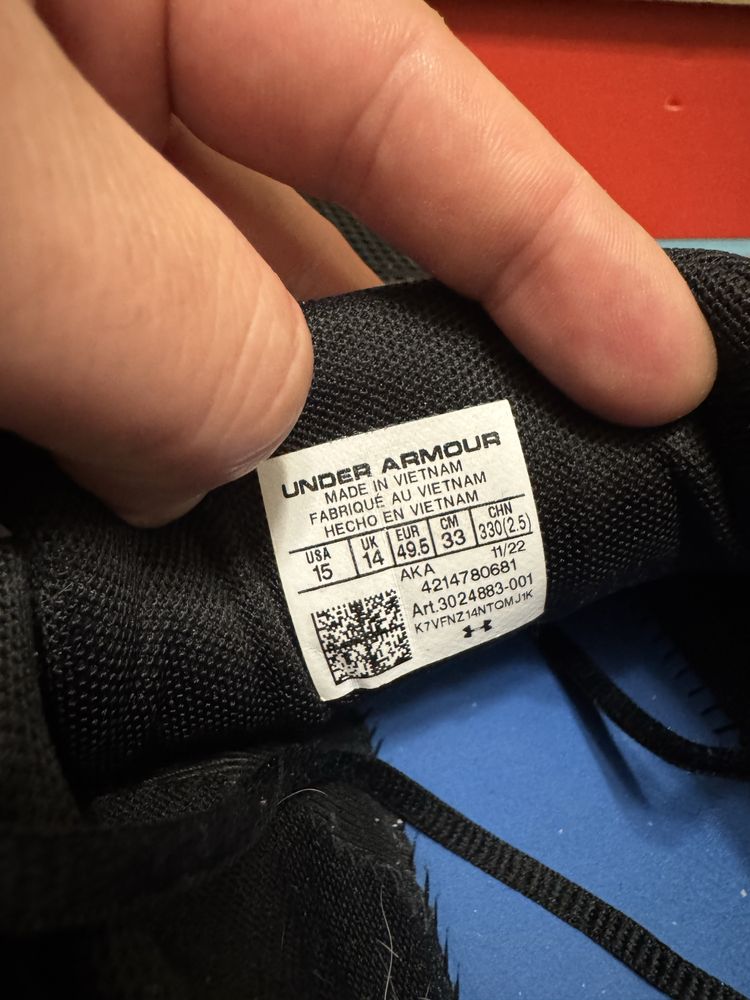 UNDER ARMOUR
MADE IN VIETNAM
FABRIQUÉ AU VIETNAM
HECHO EN VIETNAM
USA UK EUR CM CHN
15 14 49.5 33 330(2.5)
AKA 11/22
4214780681
Art.3024883-001
K7VFNZ14NTQMJ1K